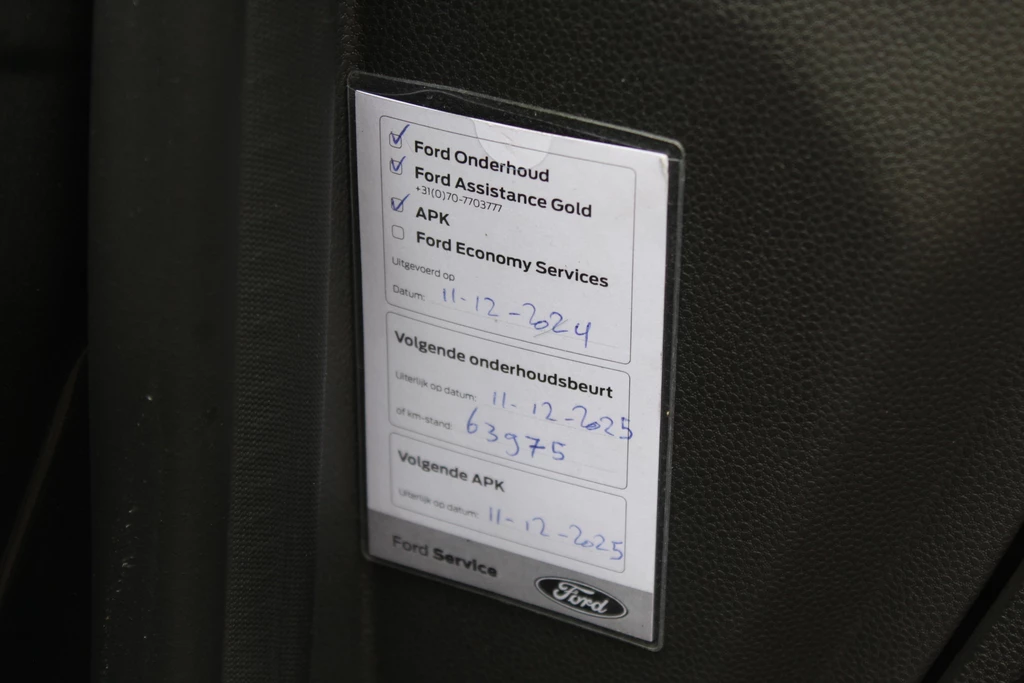 Ford Onderhoud
Ford Assistance Gold
+31(0)70-7703777
APK
Ford Economy Services
Uitgevoerd op
Datum: 11-12-2024
Volgende onderhoudsbeurt
Uiterlijk op datum: 11-12-2025
of km-stand: 63975
Volgende APK
Uiterlijk op datum: 11-12-2025
Ford Service
Ford